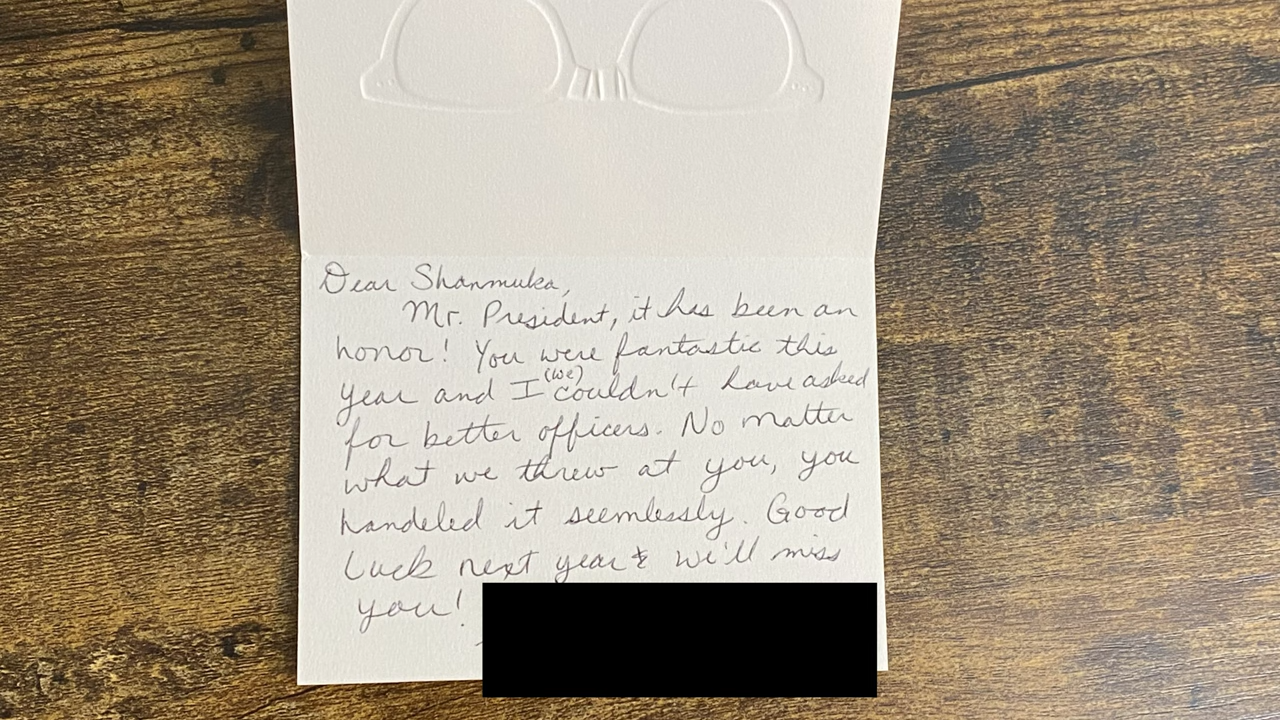 Dear Shanmuka,
Mr. President, it has been an
honor! You were fantastic this
year and I (we) couldn't have asked
for better officers. No matter
what we threw at you, you
handeled it seemlessly. Good
luck next year & we'll miss
you!